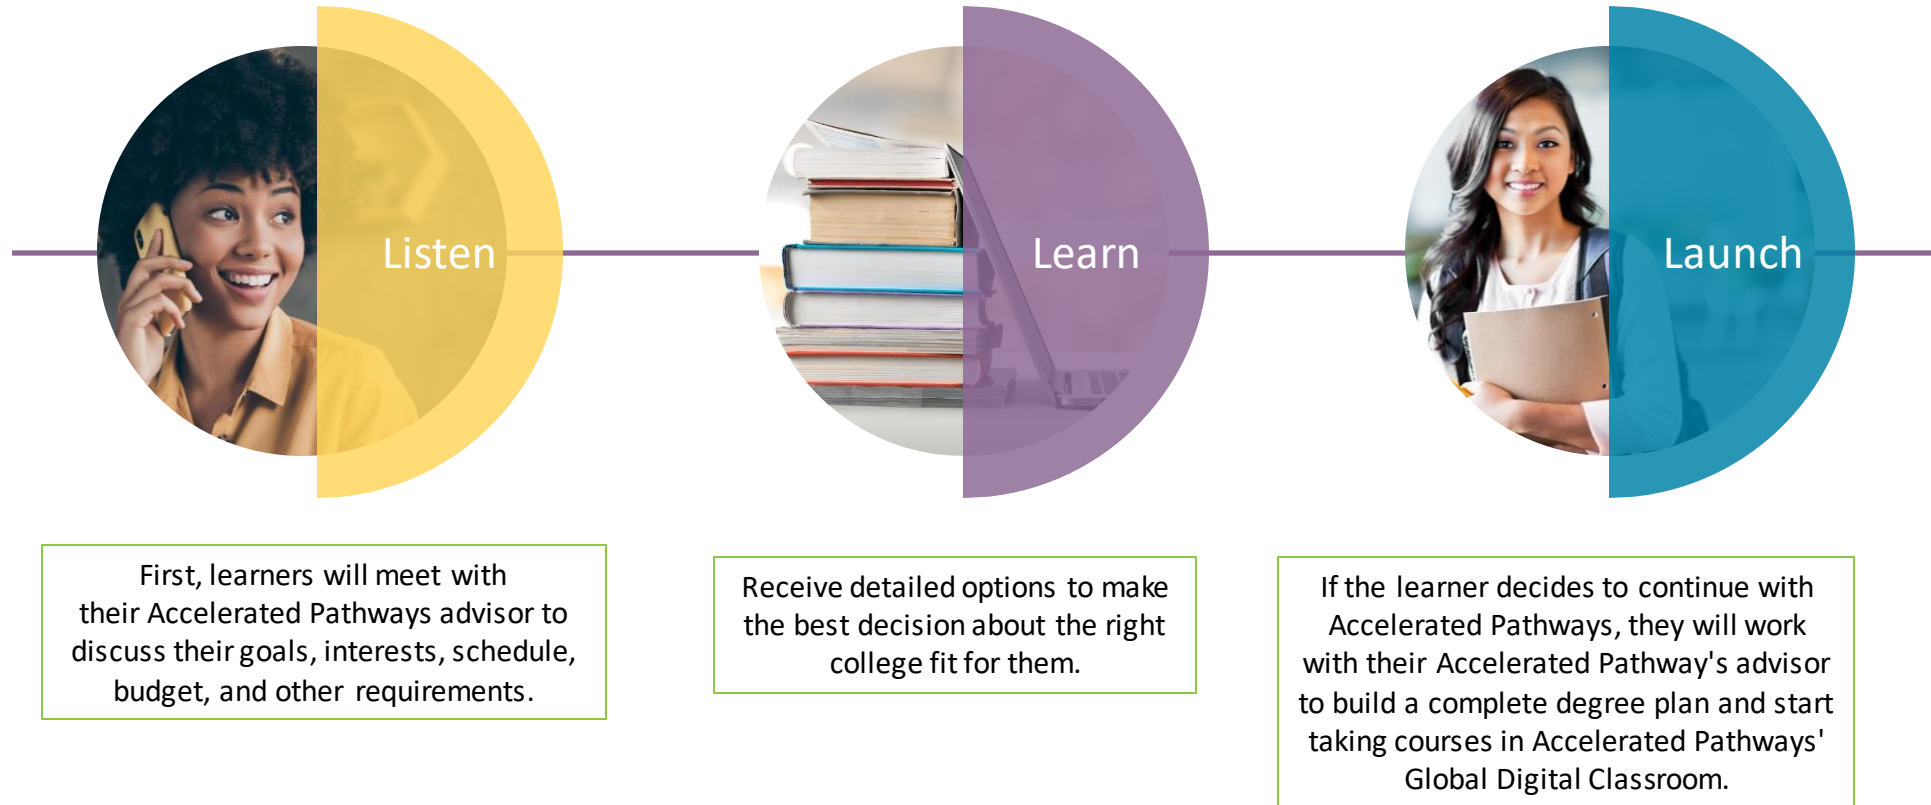 Listen
Learn
Launch
First, learners will meet with
their Accelerated Pathways advisor to
discuss their goals, interests, schedule,
budget, and other requirements.
Receive detailed options to make
the best decision about the right
college fit for them.
If the learner decides to continue with
Accelerated Pathways, they will work
with their Accelerated Pathway's advisor
to build a complete degree plan and start
taking courses in Accelerated Pathways'
Global Digital Classroom.